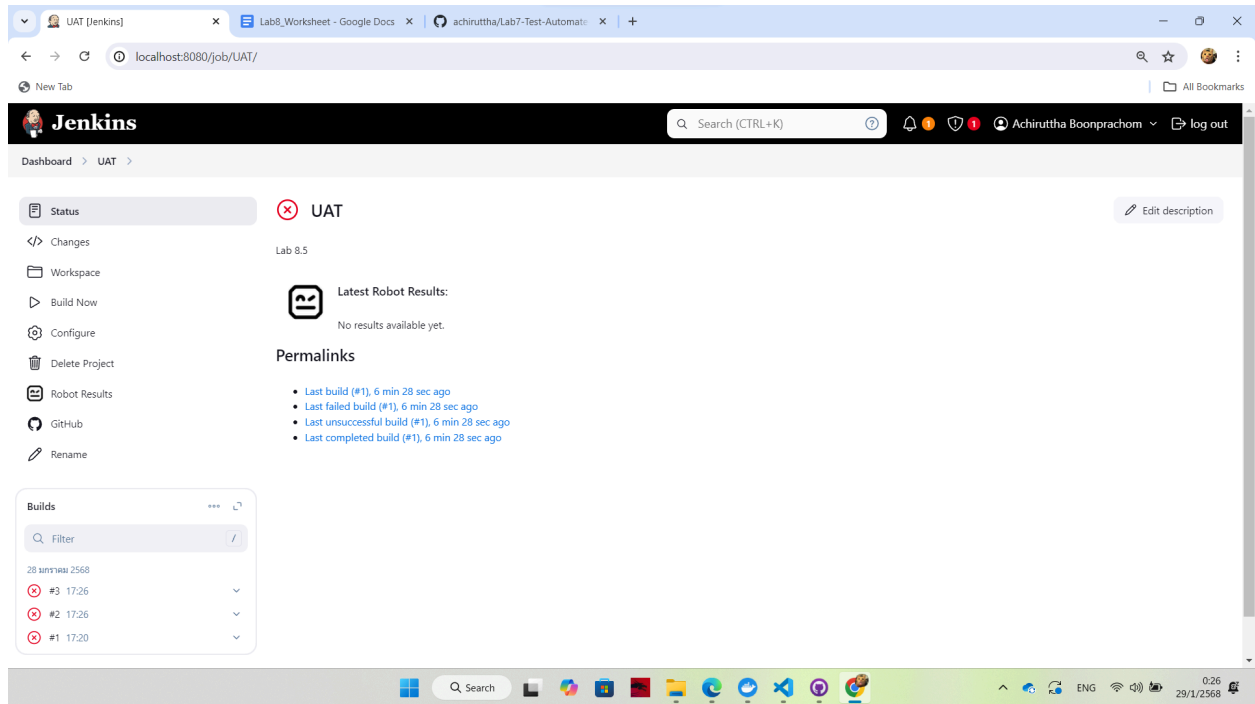 UAT [Jenkins]
Lab8_Worksheet - Google Docs
achiruttha/Lab7-Test-Automate
localhost:8080/job/UAT/
New Tab
All Bookmarks
Jenkins
Search (CTRL+K)
1
1
Achiruttha Boonprachom
log out
Dashboard > UAT >
Status
UAT
Edit description
Changes
Lab 8.5
Workspace
Latest Robot Results:
Build Now
No results available yet.
Configure
Permalinks
Delete Project
Robot Results
Last build (#1), 6 min 28 sec ago
Last failed build (#1), 6 min 28 sec ago
Last unsuccessful build (#1), 6 min 28 sec ago
Last completed build (#1), 6 min 28 sec ago
GitHub
Rename
Builds
Filter
/
28 มกราคม 2568
#3 17:26
#2 17:26
#1 17:20
Search
ENG
0:26
29/1/2568